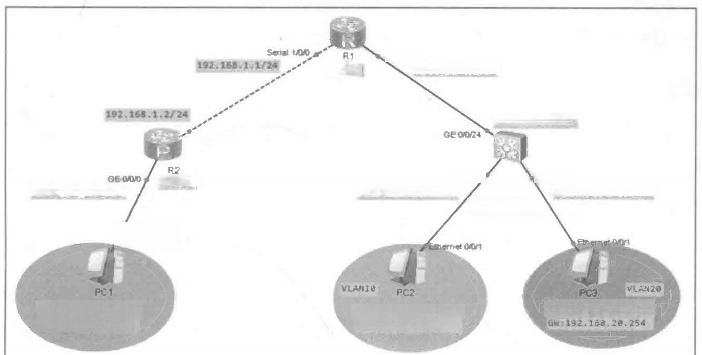 R1
Serial 1/0/0
192.168.1.1/24
192.168.1.2/24
R2
GE 0/0/0
GE 0/0/24
PC1
Ethernet 0/0/1
VLAN10
PC2
Ethernet 0/0/1
PC3
VLAN20
GW:192.168.20.254